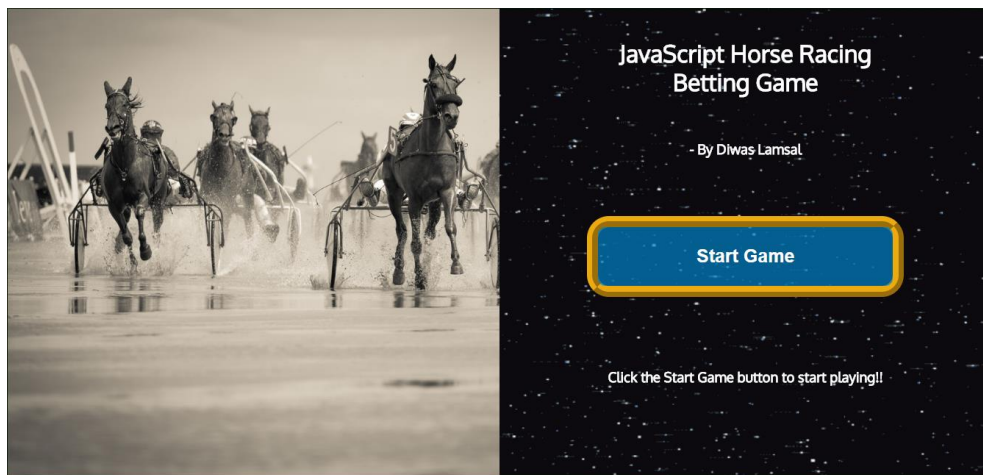 JavaScript Horse Racing
Betting Game
- By Diwas Lamsal
Start Game
Click the Start Game button to start playing!!